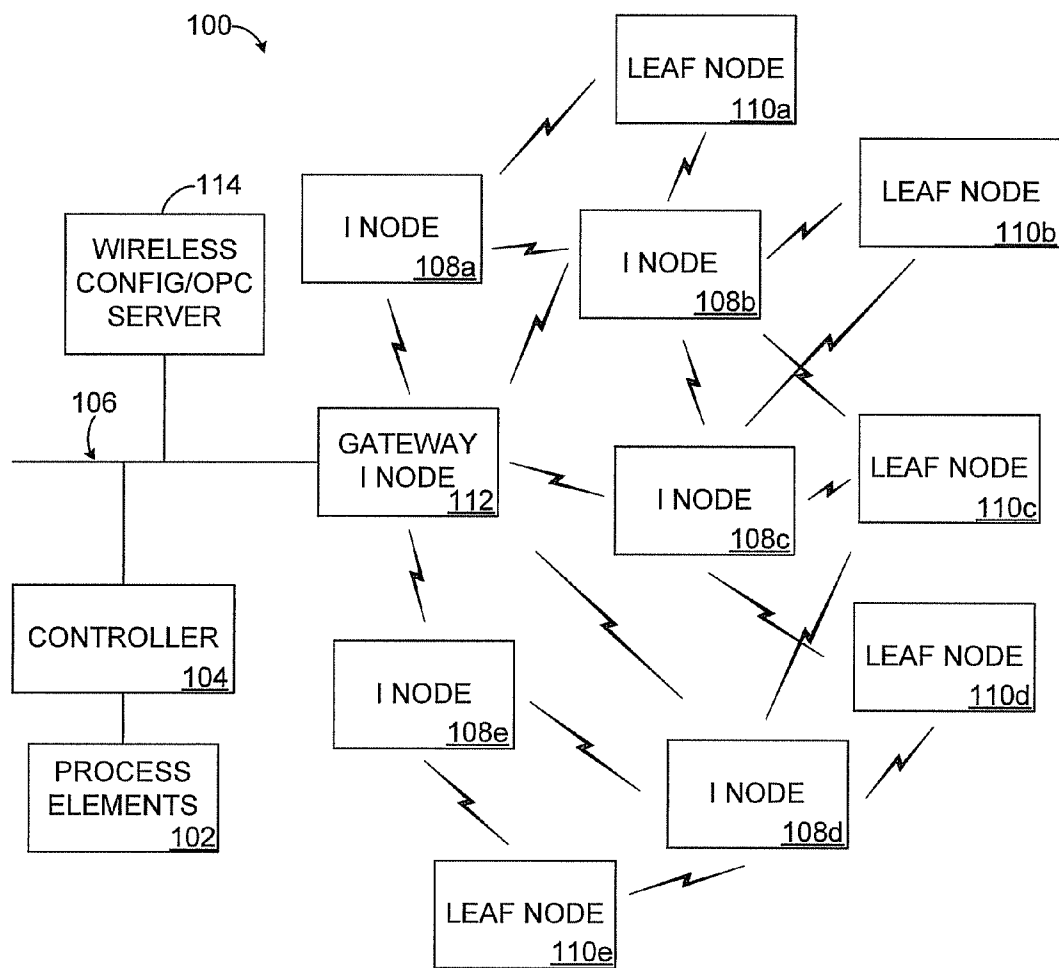 100
LEAF NODE
110a
114
I NODE
108a
LEAF NODE
110b
WIRELESS
CONFIG/OPC
SERVER
I NODE
108b
106
GATEWAY
I NODE
112
LEAF NODE
110c
I NODE
108c
CONTROLLER
104
LEAF NODE
110d
I NODE
108e
PROCESS
ELEMENTS
102
I NODE
108d
LEAF NODE
110e